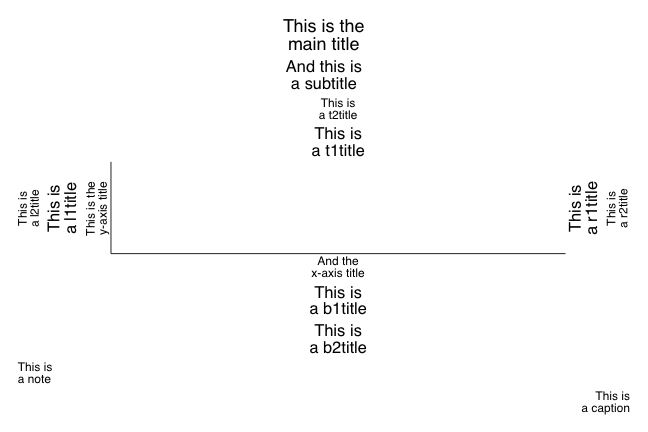 This is the
main title
And this is
a subtitle
This is
a t2title
This is
a t1title
This is
a l2title
This is
a l1title
This is the
y-axis title
This is
a r1title
This is
a r2title
And the
x-axis title
This is
a b1title
This is
a b2title
This is
a note
This is
a caption